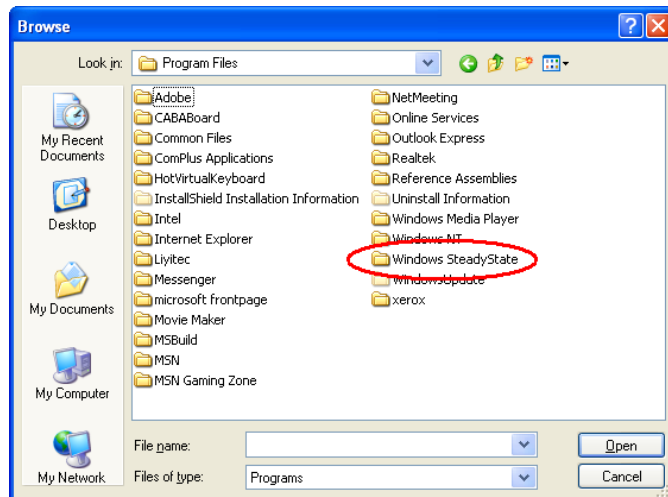 Browse
Look in: Program Files
My Recent
Documents
Desktop
My Documents
My Computer
My Network
Adobe
CABABoard
Common Files
ComPlus Applications
HotVirtualKeyboard
InstallShield Installation Information
Intel
Internet Explorer
Liyitec
Messenger
microsoft frontpage
Movie Maker
MSBuild
MSN
MSN Gaming Zone
NetMeeting
Online Services
Outlook Express
Realtek
Reference Assemblies
Uninstall Information
Windows Media Player
Windows NT
Windows SteadyState
WindowsUpdate
xerox
File name:
Open
Files of type: Programs
Cancel